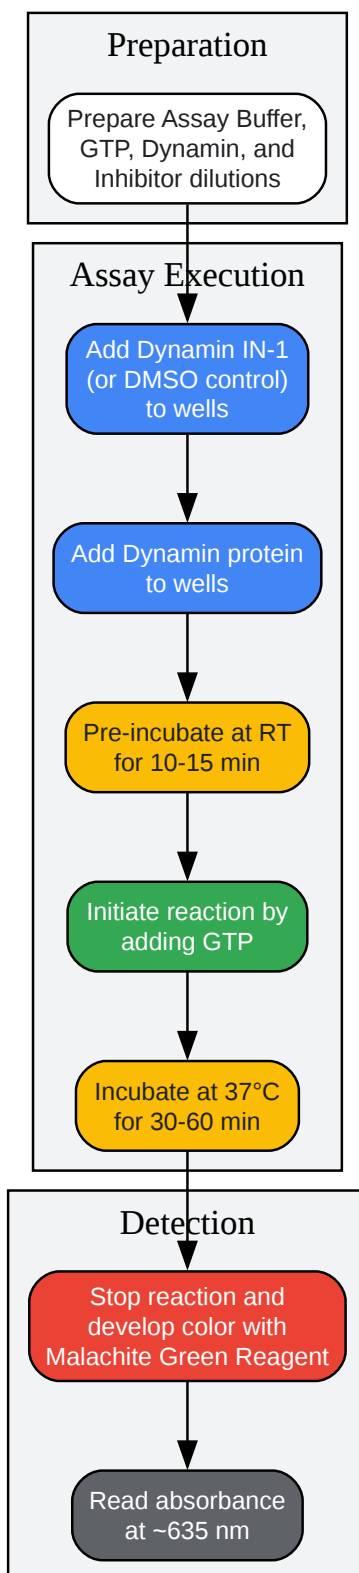 Preparation
Prepare Assay Buffer,
GTP, Dynamin, and
Inhibitor dilutions
Assay Execution
Add Dynamin IN-1
(or DMSO control)
to wells
Add Dynamin protein
to wells
Pre-incubate at RT
for 10-15 min
Initiate reaction by
adding GTP
Incubate at 37°C
for 30-60 min
Detection
Stop reaction and
develop color with
Malachite Green Reagent
Read absorbance
at ~635 nm